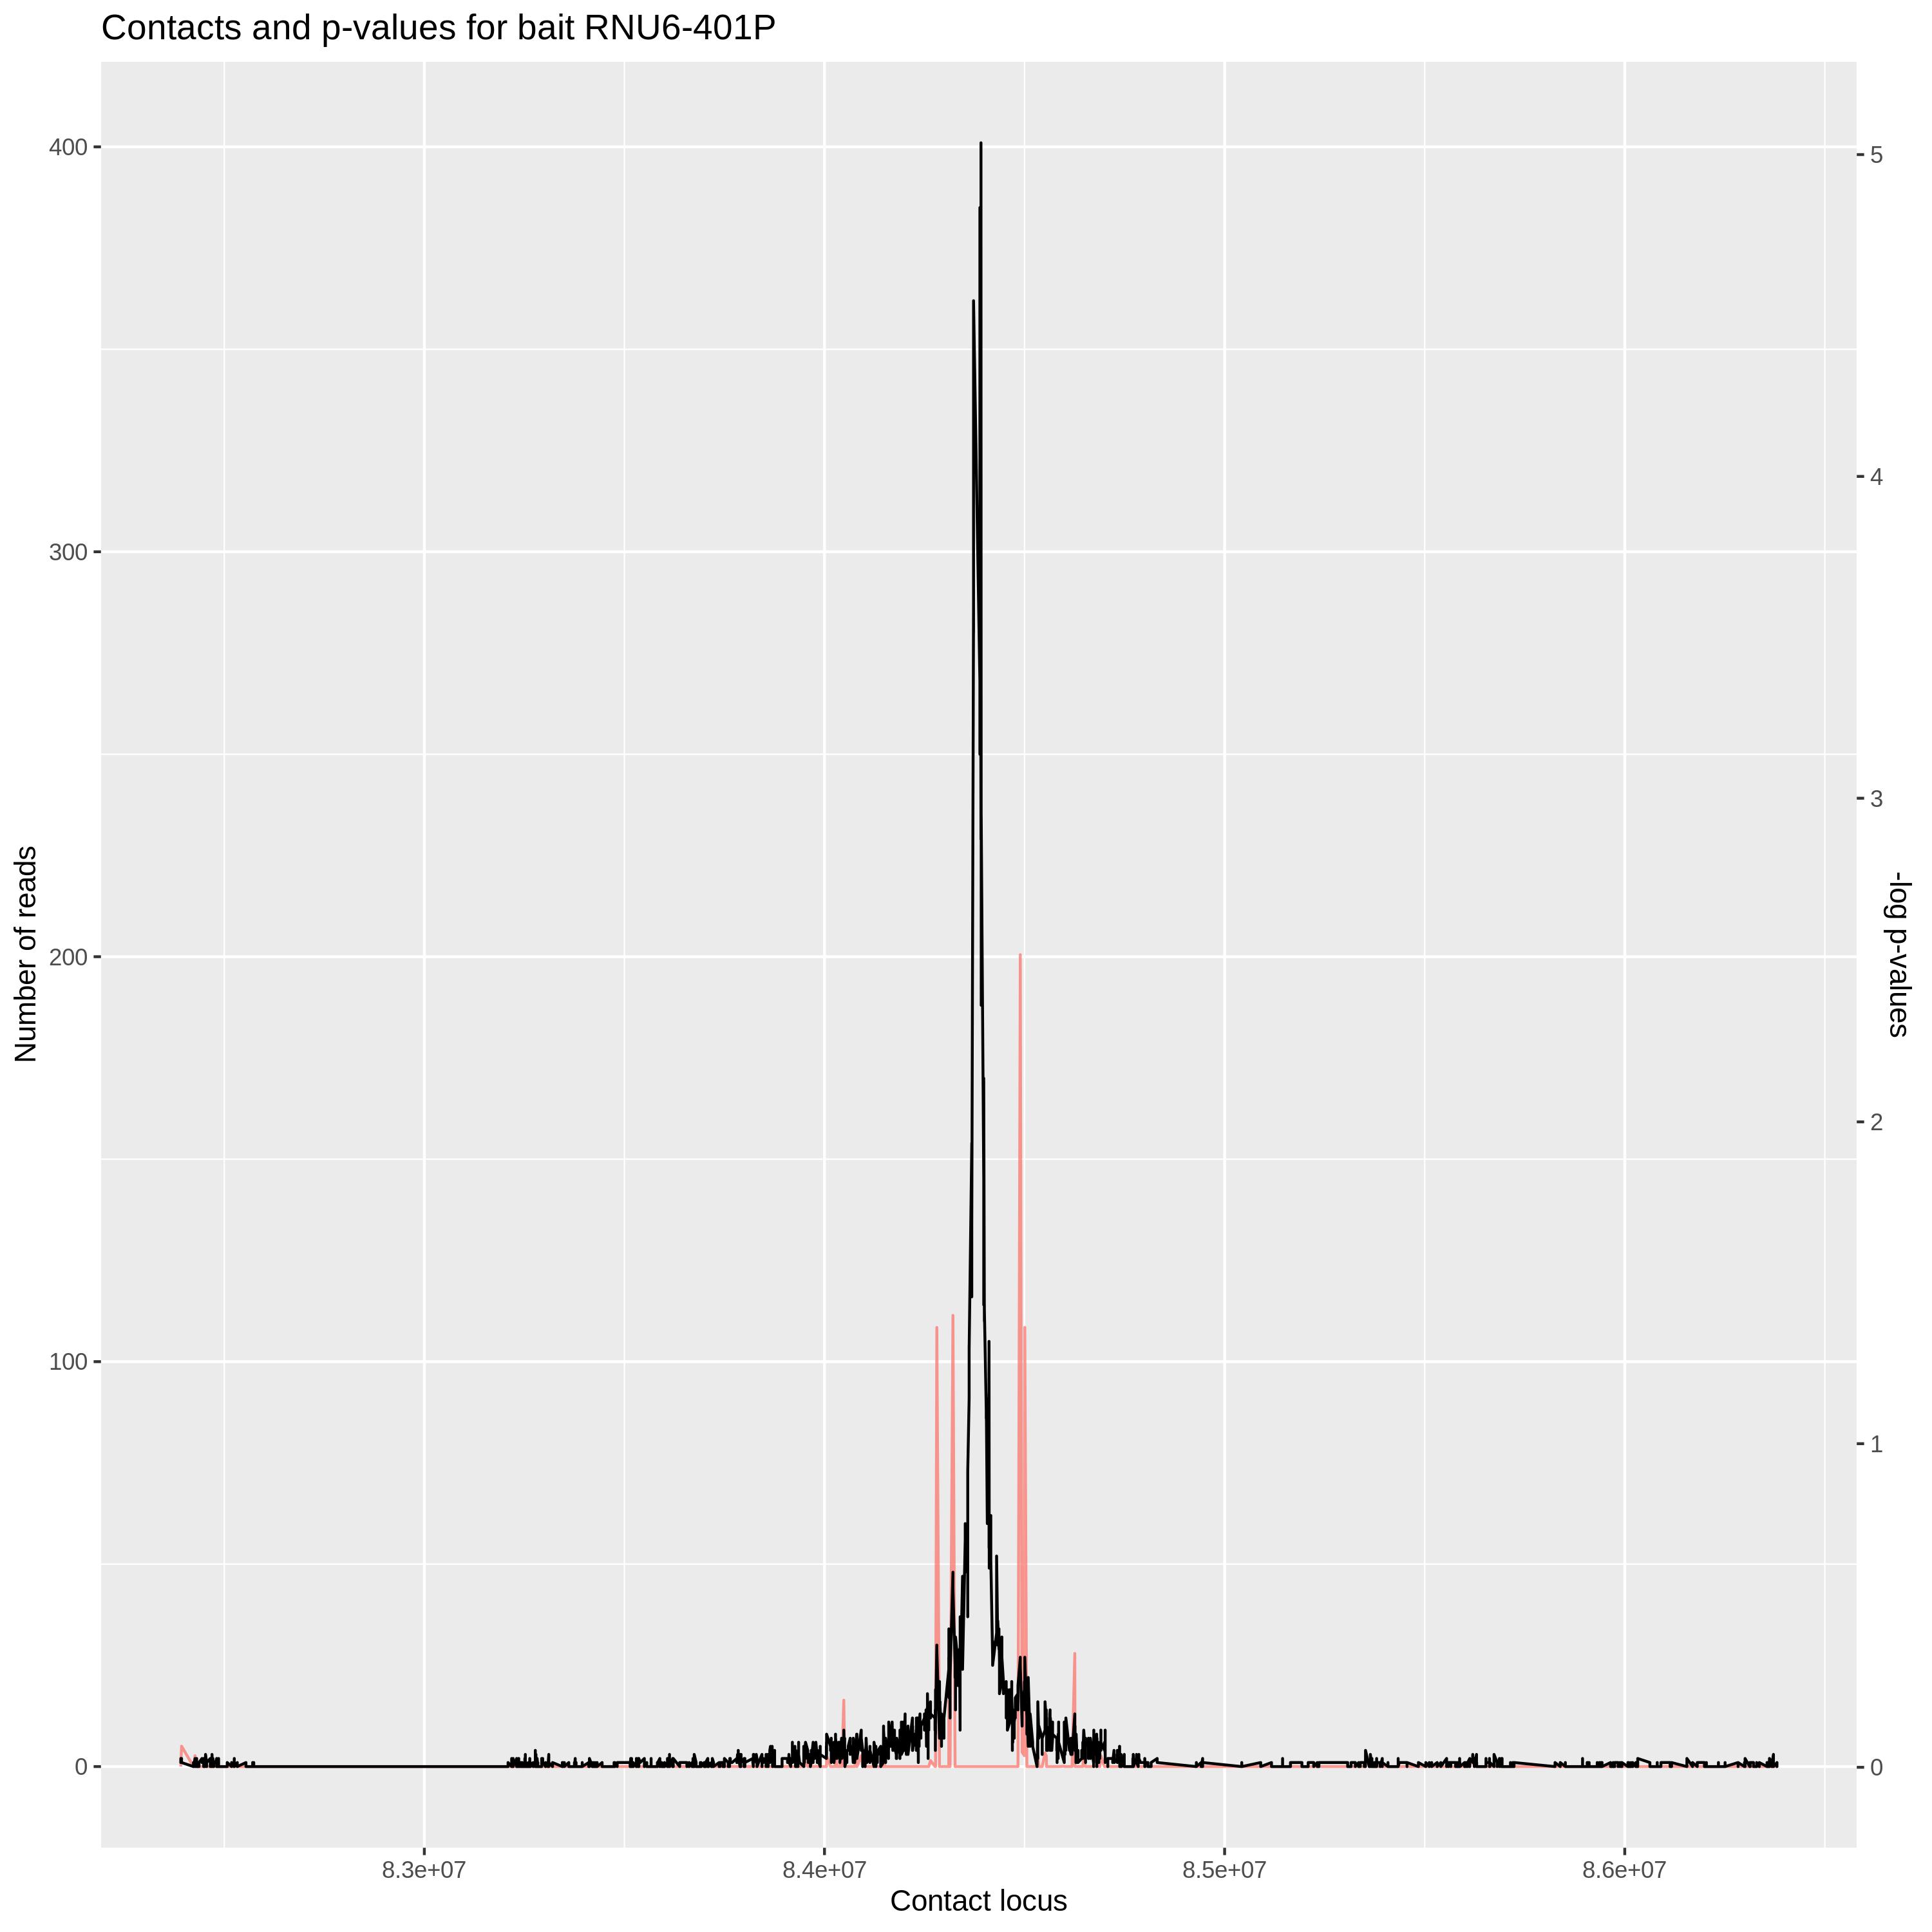 Contacts and p-values for bait RNU6-401P
400
300
200
100
0
Number of reads
5
4
3
2
1
0
-log p-values
8.3e+07
8.4e+07
8.5e+07
8.6e+07
Contact locus